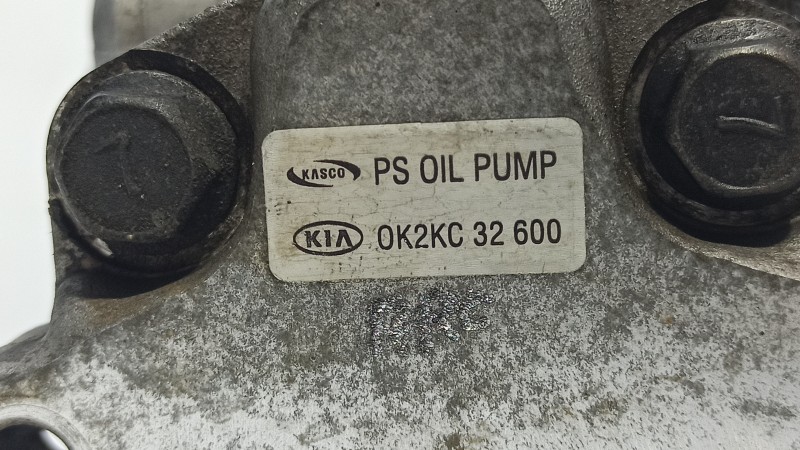 KASCO PS OIL PUMP
KIA 0K2KC 32 600